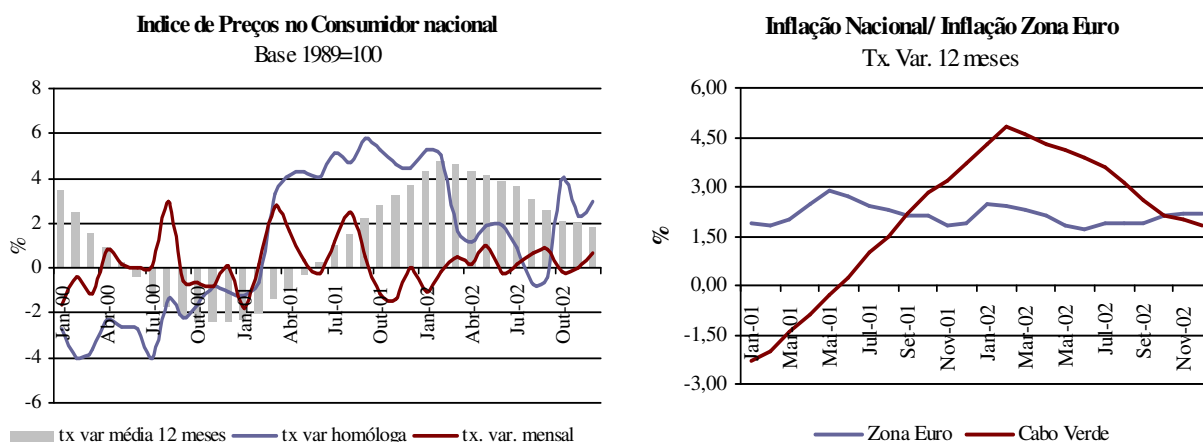 Indice de Preços no Consumidor nacional
Base 1989=100
8
6
4
2
0
-2
-4
-6
%
Jan-00
Abr-00
Jul-00
Out-00
Jan-01
Abr-01
Jul-01
Out-01
Jan-02
Abr-02
Jul-02
Out-02
tx var média 12 meses
tx var homóloga
tx. var. mensal
Inflação Nacional/ Inflação Zona Euro
Tx. Var. 12 meses
6,00
4,50
3,00
1,50
0,00
-1,50
-3,00
%
Jan-01
Mar-01
Mai-01
Jul-01
Set-01
Nov-01
Jan-02
Mar-02
Mai-02
Jul-02
Set-02
Nov-02
Zona Euro
Cabo Verde